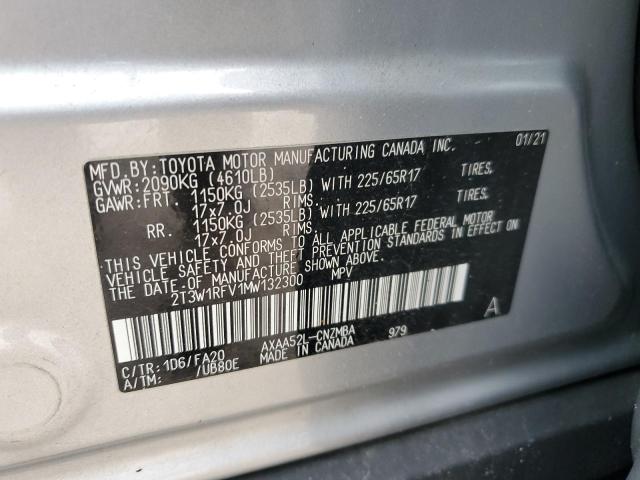 MFD. BY: TOYOTA MOTOR MANUFACTURING CANADA INC. 01/21
GVWR: 2090KG (4610LB)
GAWR: FRT. 1150KG (2535LB) WITH 225/65R17 TIRES.
17x7.0J RIMS.
RR. 1150KG (2535LB) WITH 225/65R17 TIRES.
17x7.0J RIMS.
THIS VEHICLE CONFORMS TO ALL APPLICABLE FEDERAL MOTOR
VEHICLE SAFETY AND THEFT PREVENTION STANDARDS IN EFFECT ON
THE DATE OF MANUFACTURE SHOWN ABOVE.
2T3W1RFV1MW132300 MPV
A
C/TR: 1D6/FA20 AXAA52L-CNZMBA 979
A/TM: /UB80E MADE IN CANADA